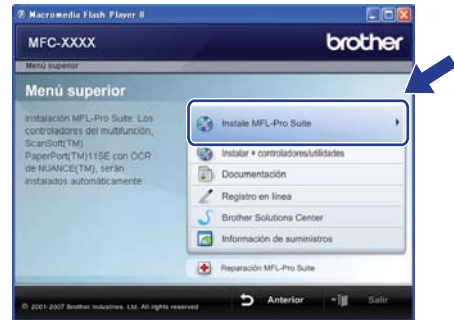 Macromedia Flash Player 8
MFC-XXXX
brother
Menú superior
Menú superior
Instalación MFL-Pro Suite: Los
controladores del multifunción,
ScanSoft(TM)
PaperPort(TM)11SE con OCR
de NUANCE(TM), serán
instalados automáticamente
Instale MFL-Pro Suite
Instalar + controladores/utilidades
Documentación
Registro en línea
Brother Solutions Center
Información de suministros
Reparación MFL-Pro Suite
© 2001-2007 Brother Industries, Ltd. All rights reserved
Anterior
Salir